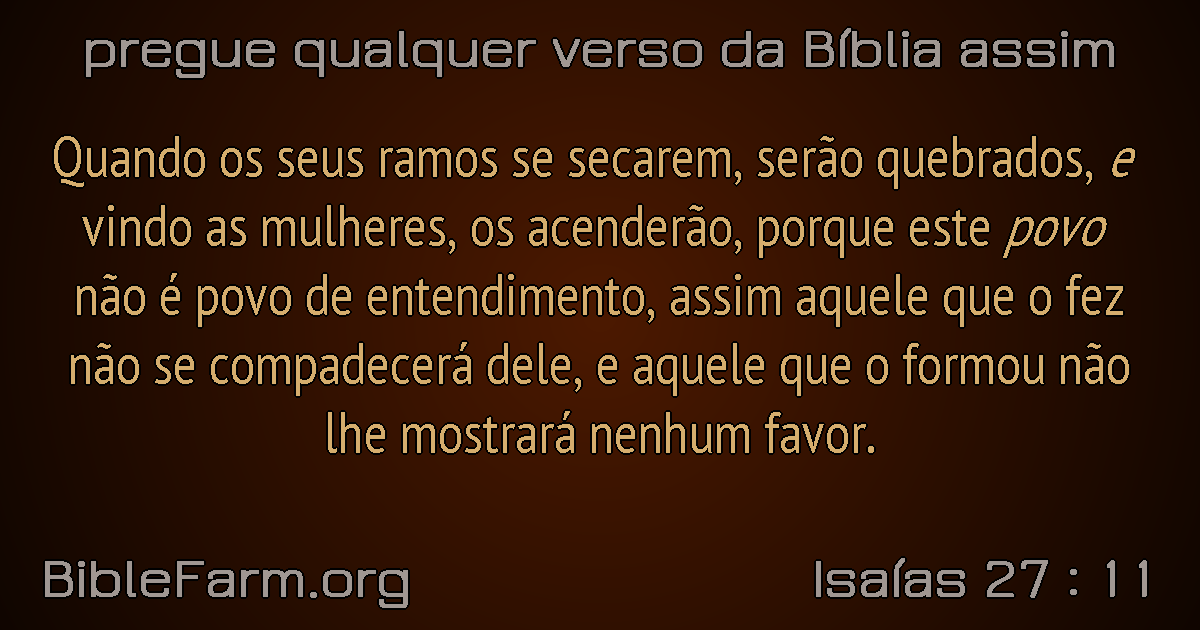 pregue qualquer verso da Bíblia assim
Quando os seus ramos se secarem, serão quebrados, e
vindo as mulheres, os acenderão, porque este povo
não é povo de entendimento, assim aquele que o fez
não se compadecerá dele, e aquele que o formou não
lhe mostrará nenhum favor.
BibleFarm.org
Isaías 27 : 11